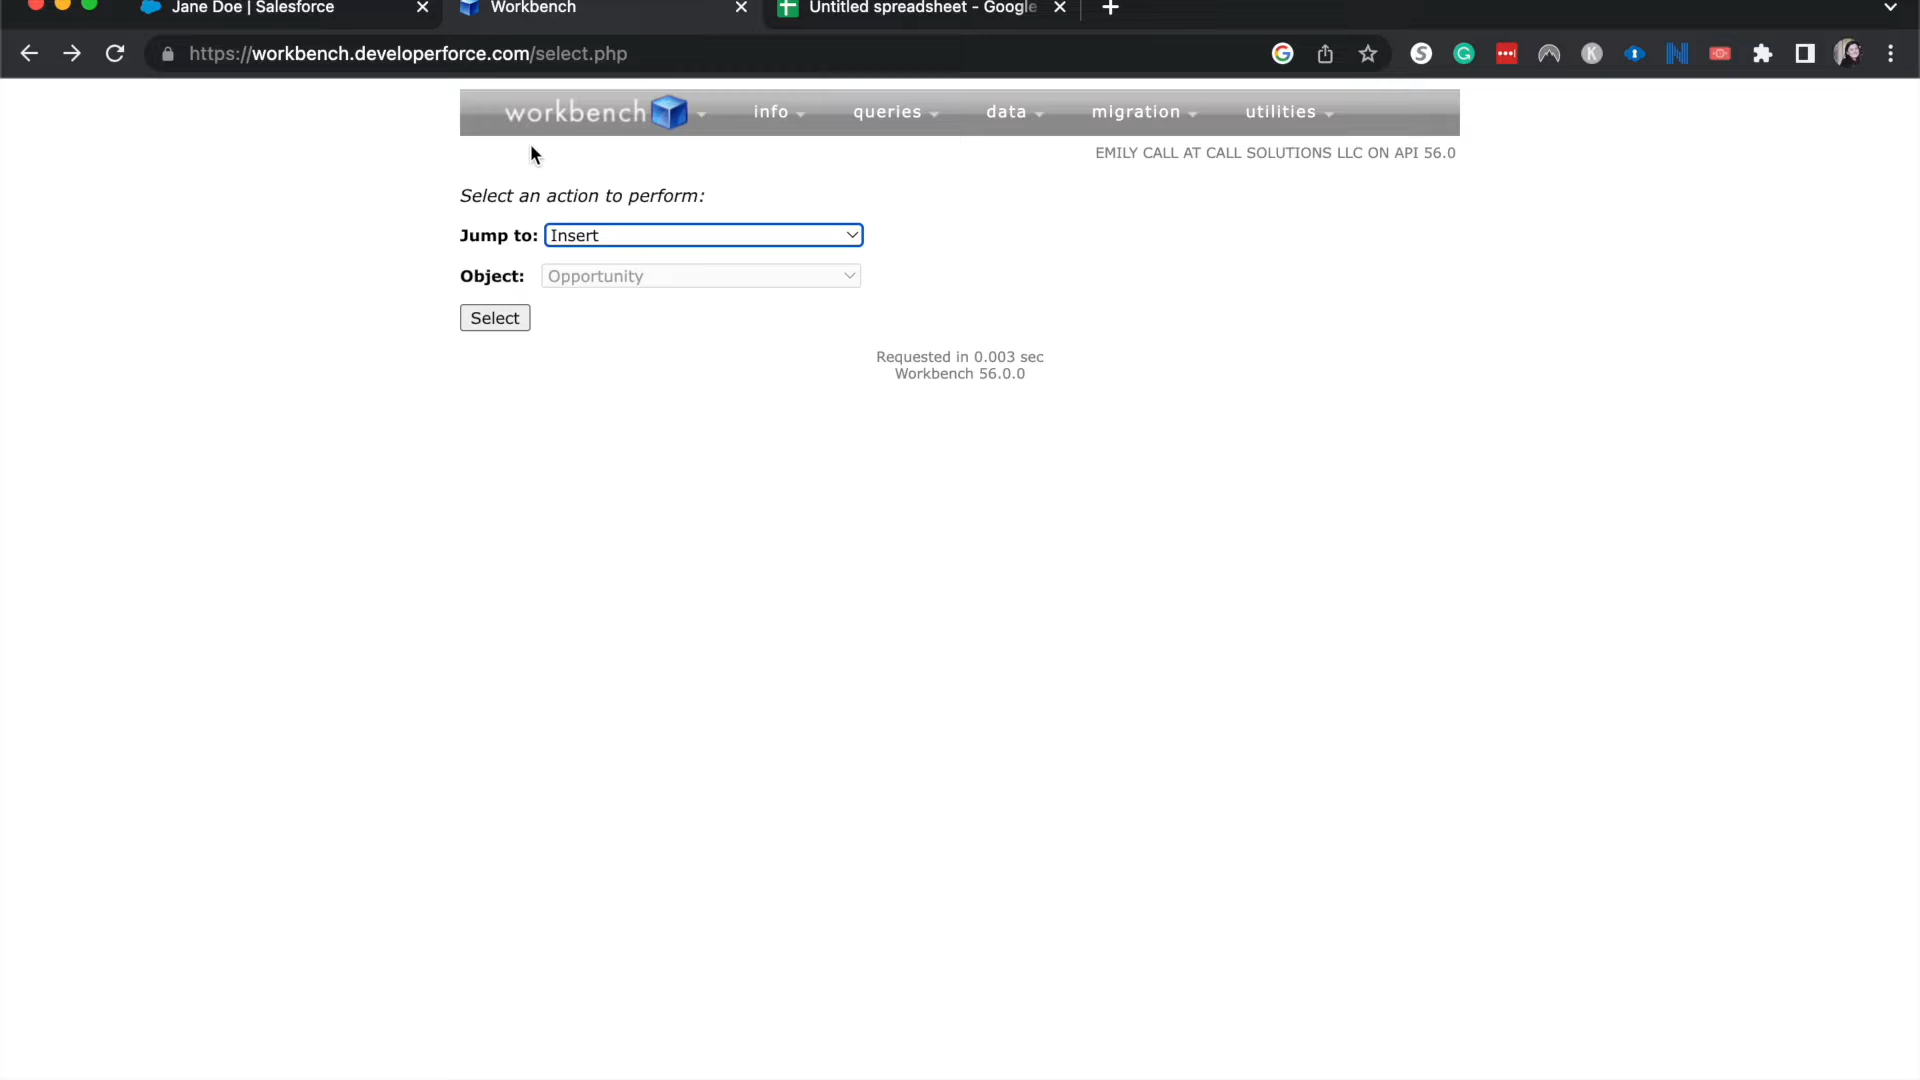 Jane Doe | Salesforce
Workbench
Untitled spreadsheet - Google
https://workbench.developerforce.com/select.php
workbench
info
queries
data
migration
utilities
EMILY CALL AT CALL SOLUTIONS LLC ON API 56.0
Select an action to perform:
Jump to: Insert
Object: Opportunity
Select
Requested in 0.003 sec
Workbench 56.0.0